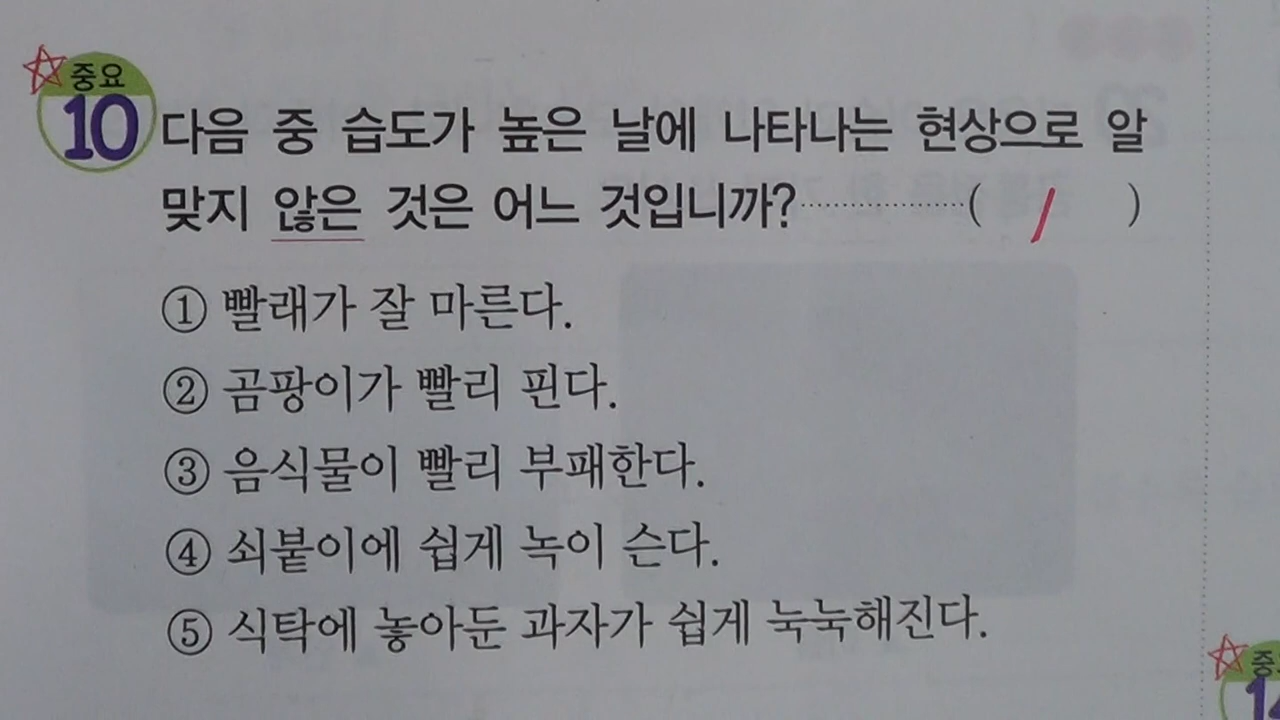 중요
10 다음 중 습도가 높은 날에 나타나는 현상으로 알
맞지 않은 것은 어느 것입니까?·················( / )
① 빨래가 잘 마른다.
② 곰팡이가 빨리 핀다.
③ 음식물이 빨리 부패한다.
④ 쇠붙이에 쉽게 녹이 슨다.
⑤ 식탁에 놓아둔 과자가 쉽게 눅눅해진다.